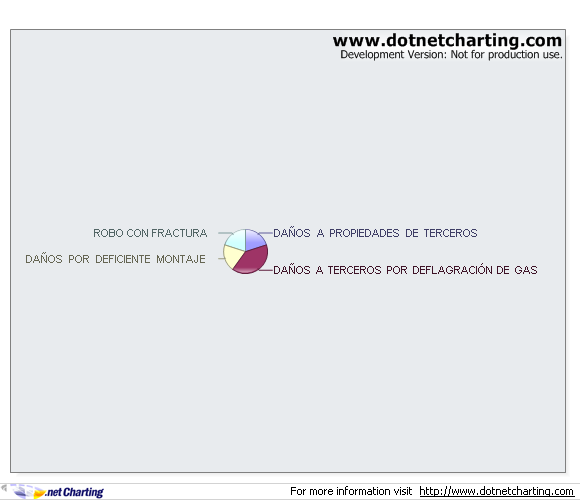 www.dotnetcharting.com
Development Version: Not for production use.
ROBO CON FRACTURA
DAÑOS A PROPIEDADES DE TERCEROS
DAÑOS POR DEFICIENTE MONTAJE
DAÑOS A TERCEROS POR DEFLAGRACIÓN DE GAS
.net Charting
For more information visit http://www.dotnetcharting.com